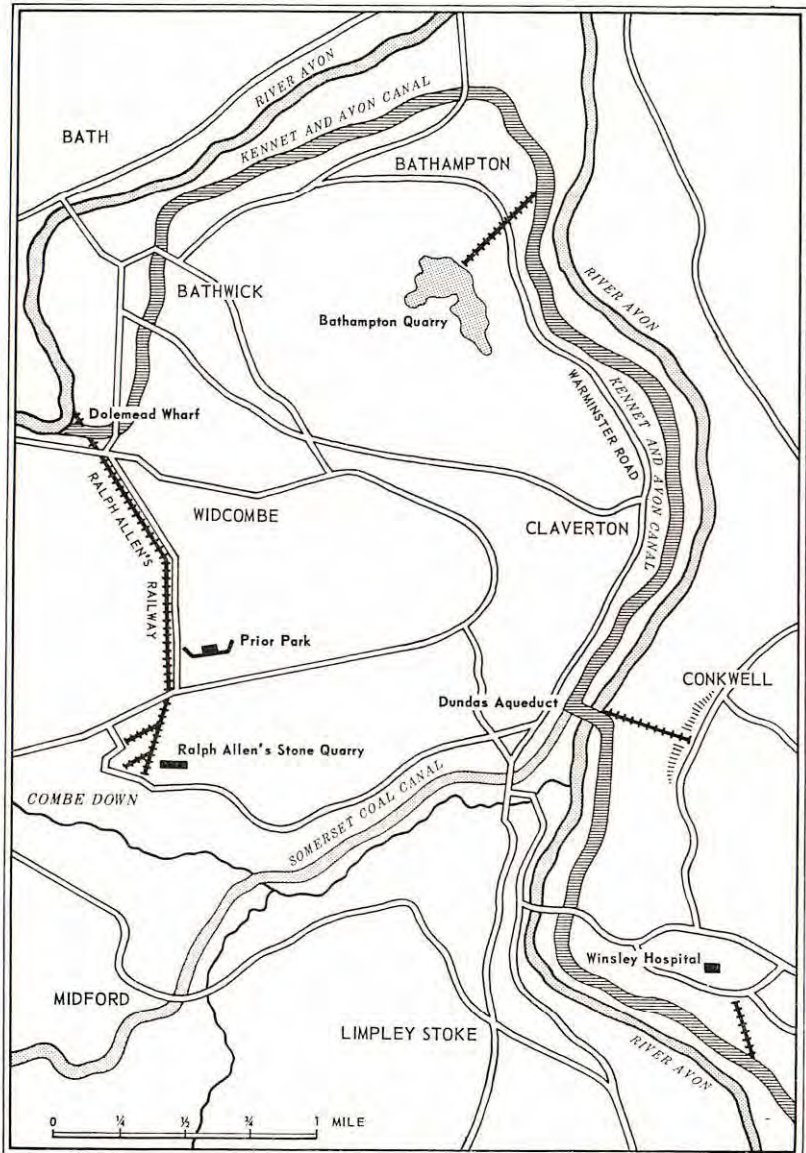 RIVER AVON
KENNET AND AVON CANAL
BATH
BATHAMPTON
BATHWICK
Bathampton Quarry
RIVER AVON
WARMINSTER ROAD
KENNET AND AVON CANAL
Dolemead Wharf
RALPH ALLEN'S RAILWAY
WIDCOMBE
CLAVERTON
Prior Park
CONKWELL
Dundas Aqueduct
Ralph Allen's Stone Quarry
COMBE DOWN
SOMERSET COAL CANAL
Winsley Hospital
MIDFORD
LIMPLEY STOKE
RIVER AVON
0 ¼ ½ ¾ 1 MILE